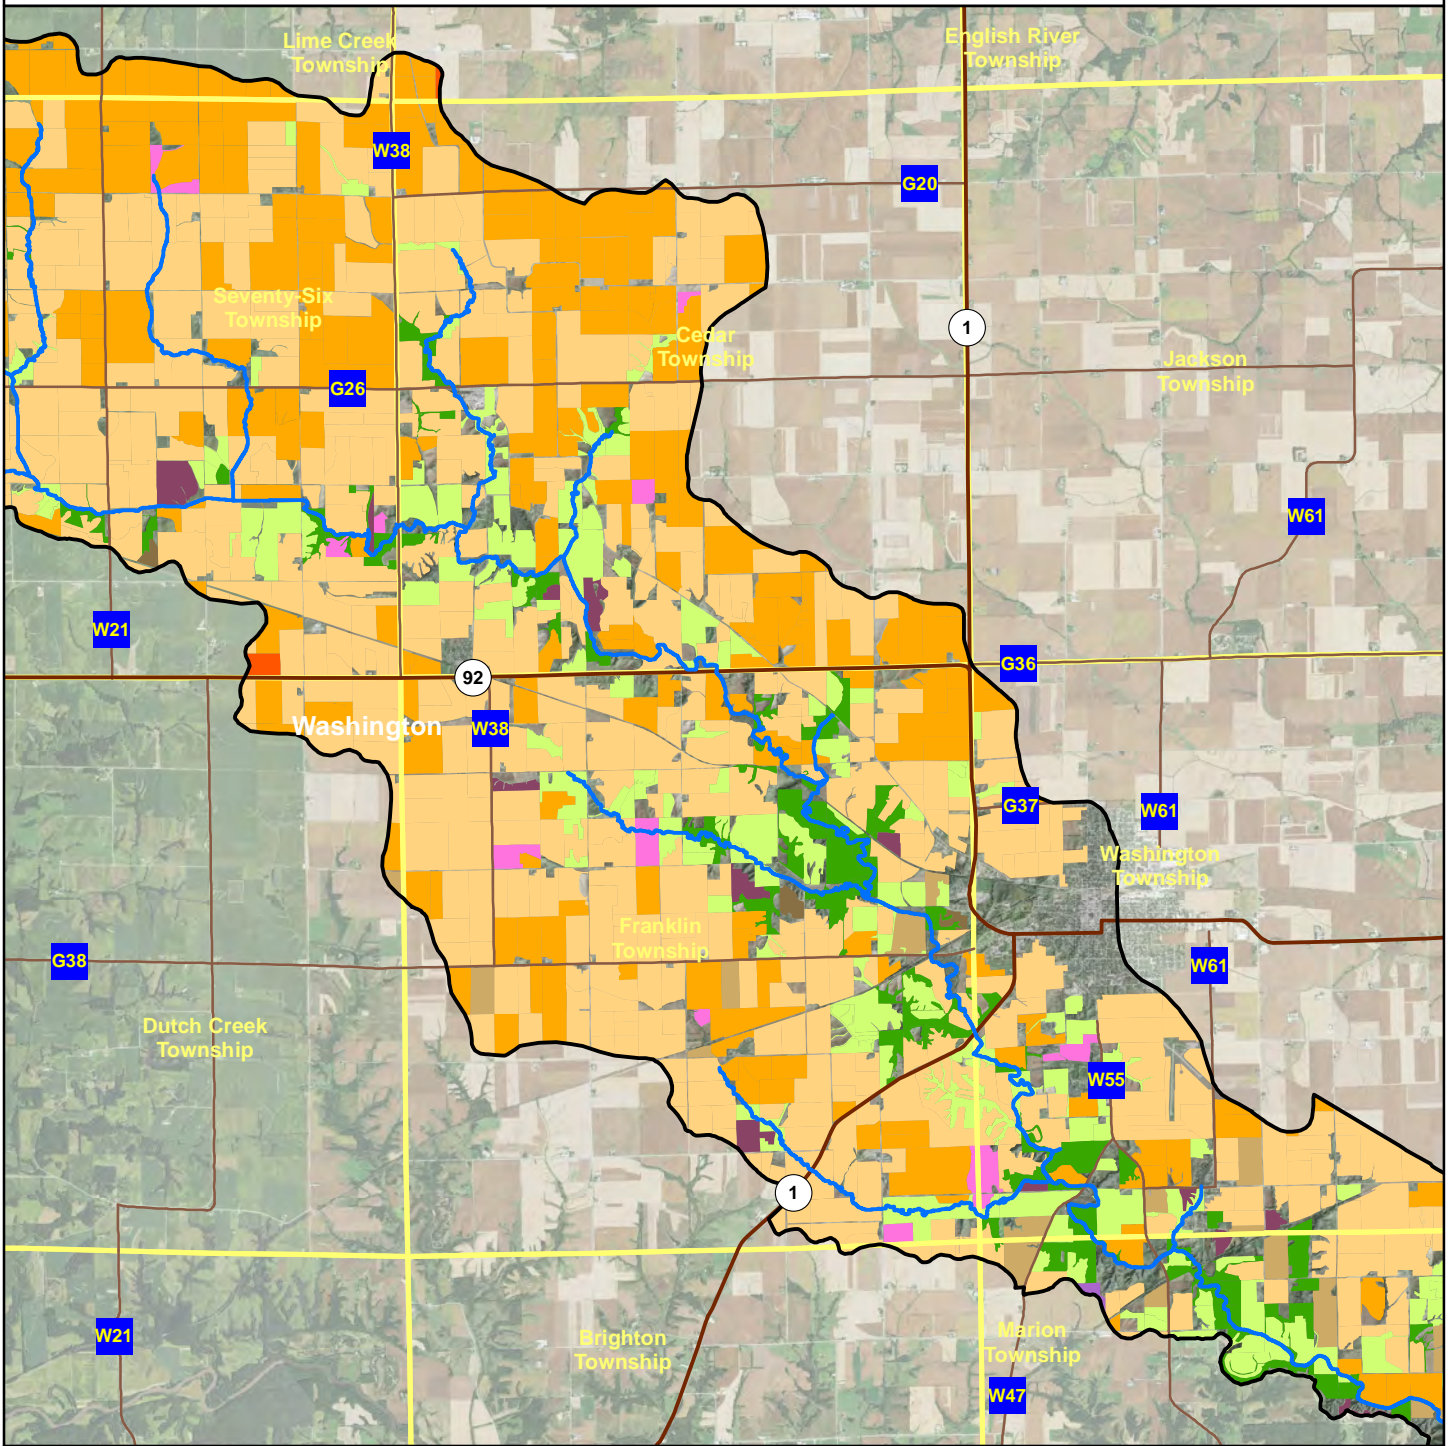 Lime Creek
Township
English River
Township
W38
G20
Seventy-Six
Township
1
Cedar
Township
Jackson
Township
G26
W61
W21
G36
92
Washington
W38
G37
W61
Washington
Township
Franklin
Township
G38
W61
Dutch Creek
Township
W55
1
W21
Brighton
Township
Marion
Township
W47